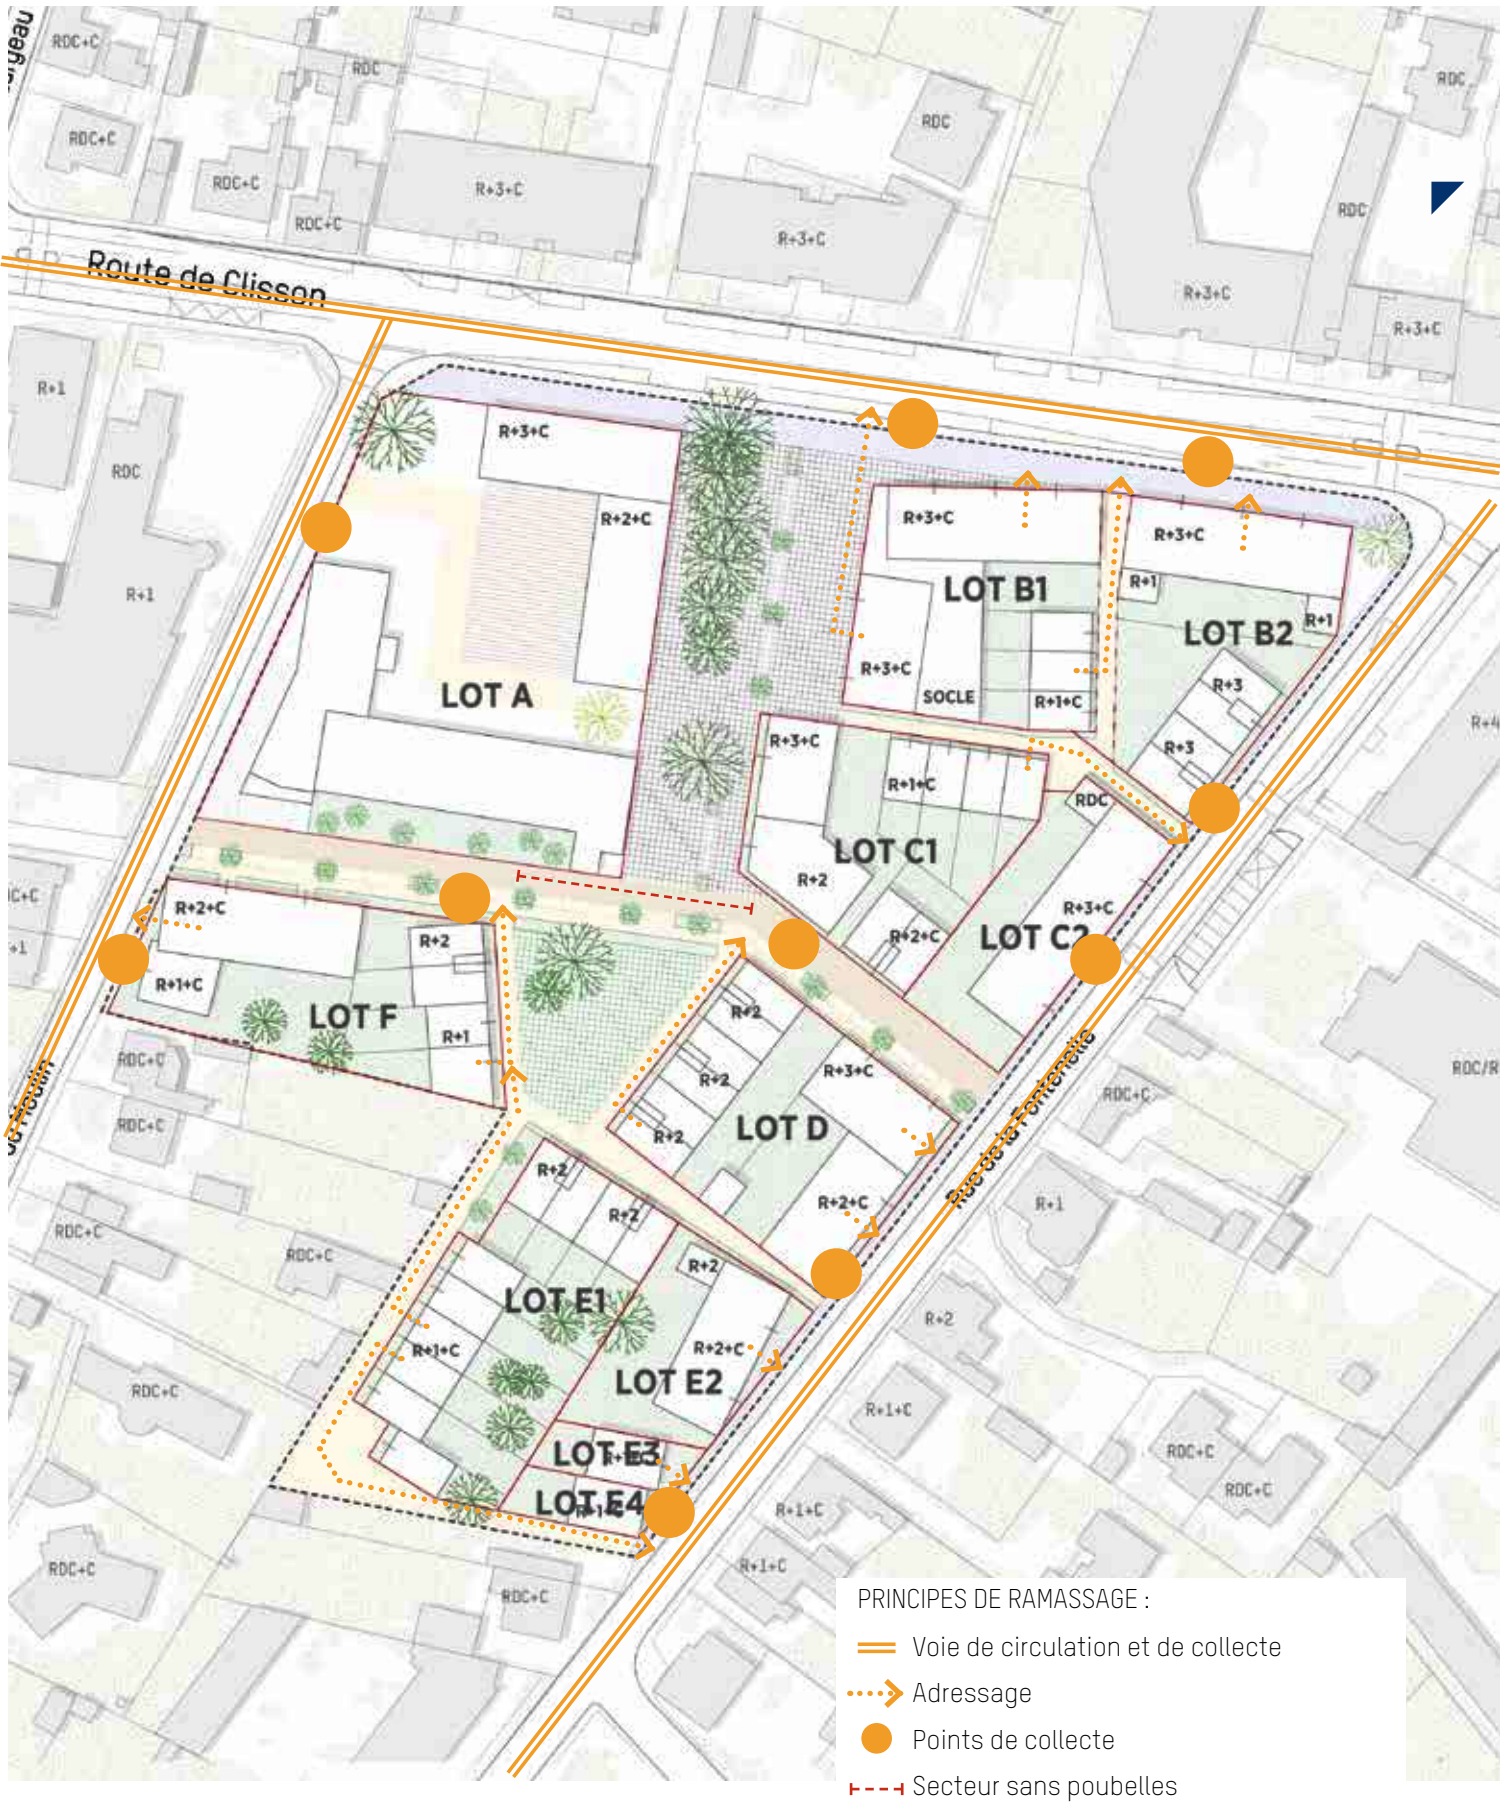 RDC+C
RDC
RDC
RDC
RDC+C
RDC+C
R+3+C
RDC+C
R+3+C
RDC
R+3+C
R+3+C
Route de Clisson
R+1
R+3+C
RDC
R+2+C
R+3+C
R+3+C
R+1
LOT B1
R+1
R+1
LOT B2
R+3+C
R+3
SOCLE
R+1+C
LOT A
R+3
R+3+C
R+1+C
RDC
LOT C1
R+2
R+3+C
R+2+C
LOT C2
R+2+C
R+2
R+1+C
LOT F
R+1
R+2
R+2
R+3+C
R+2
LOT D
RDC+C
RDC+C
RDC+C
Rue de la Fontenelle
R+2
R+2
R+2+C
R+1
RDC+C
RDC+C
R+2
LOT E1
R+2
R+1+C
R+2+C
LOT E2
RDC+C
R+1+C
LOT E3
LOT E4
RDC+C
RDC+C
R+1+C
R+1+C
RDC+C
RDC+C
PRINCIPES DE RAMASSAGE :
Voie de circulation et de collecte
Adressage
Points de collecte
Secteur sans poubelles